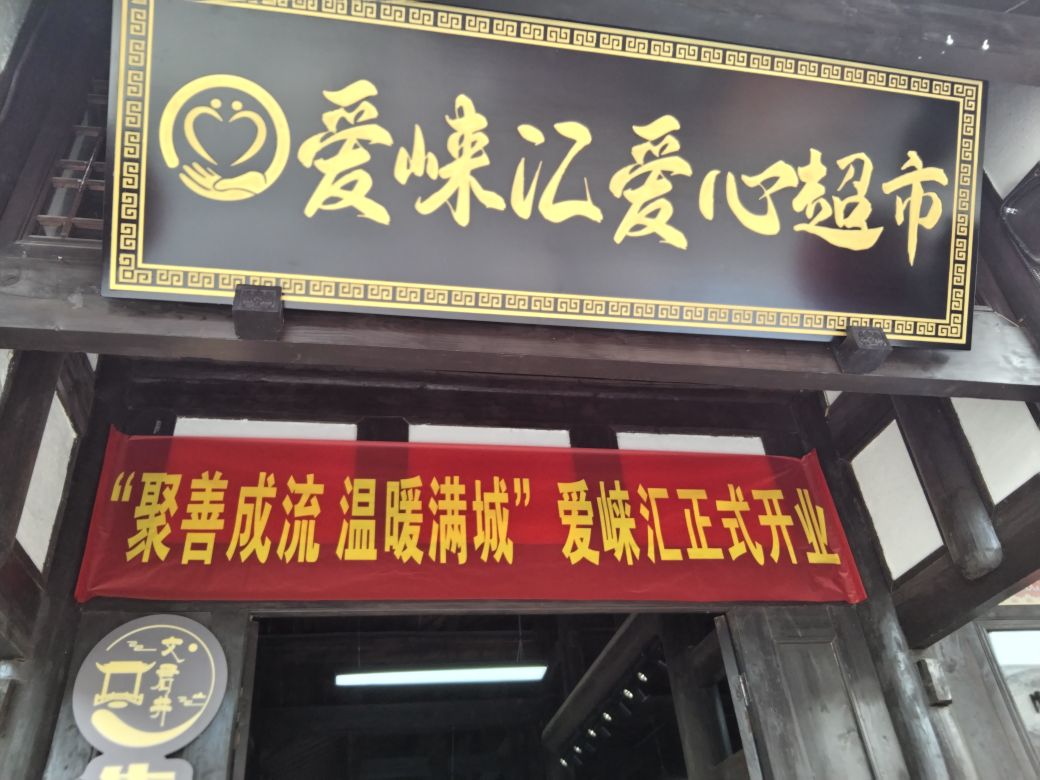 爱崃汇爱心超市
“聚善成流 温暖满城” 爱崃汇正式开业
文君井